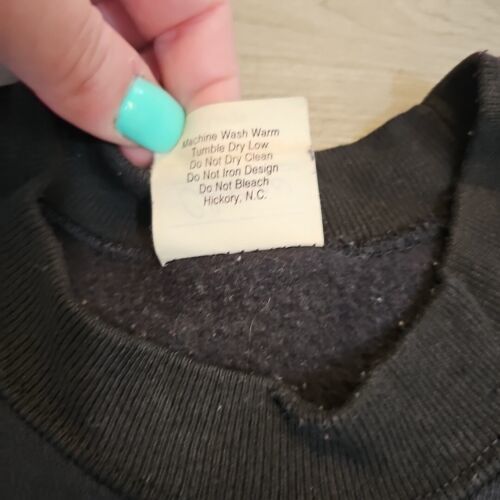 Machine Wash Warm
Tumble Dry Low
Do Not Dry Clean
Do Not Iron Design
Do Not Bleach
Hickory, N.C.